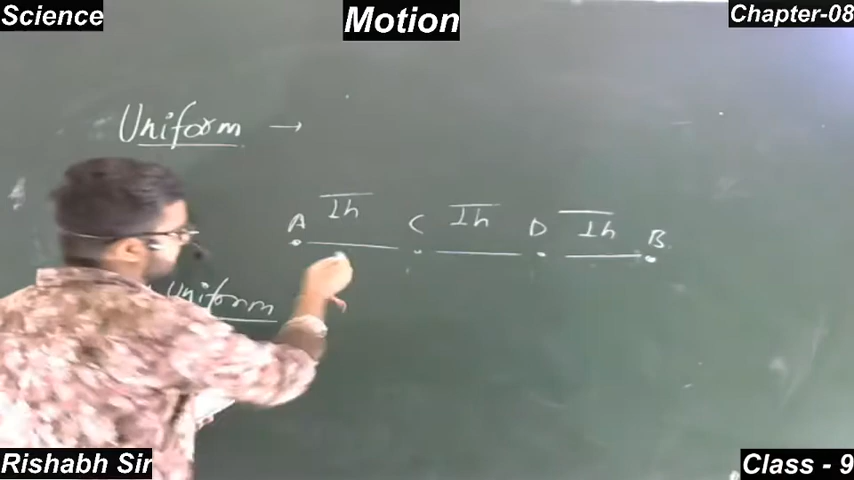 Science
Motion
Chapter-08
Uniform →
1h 1h 1h
A C D B
Uniform
Rishabh Sir
Class - 9